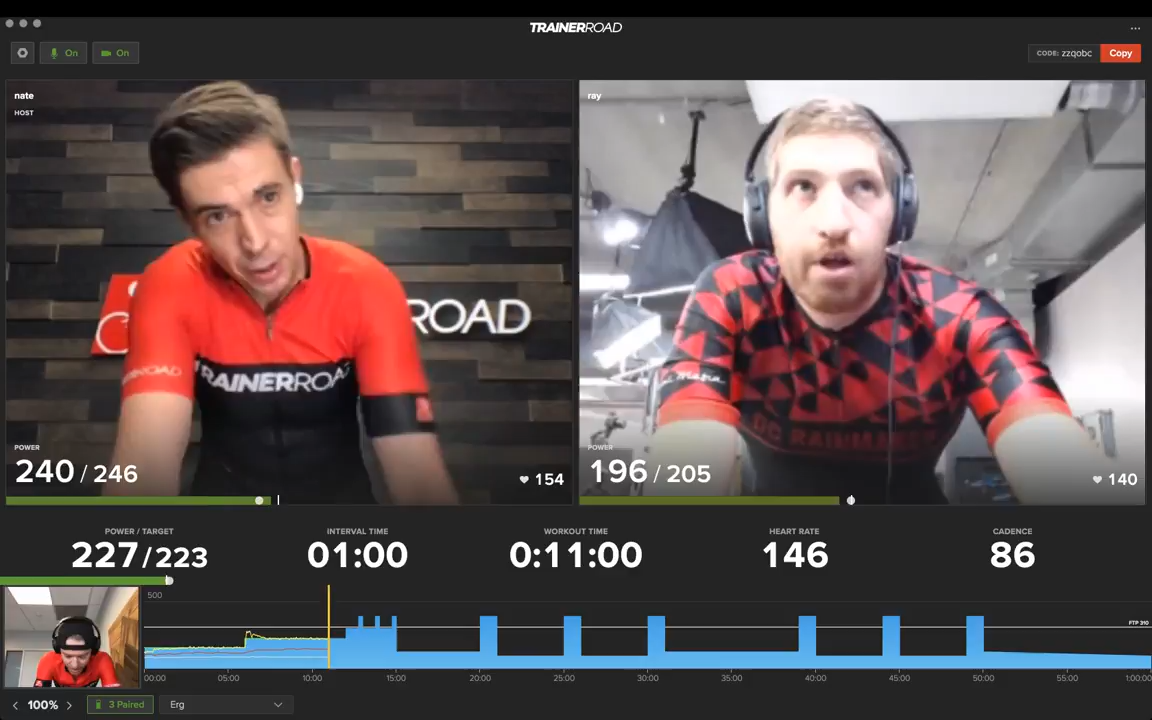 TRAINERROAD
...
On
On
CODE: zzqobc
Copy
nate
HOST
ray
ROAD
TRAINERROAD
DC RAINMAKER
POWER
240 / 246
154
POWER
196 / 205
140
POWER / TARGET
227/223
INTERVAL TIME
01:00
WORKOUT TIME
0:11:00
HEART RATE
146
CADENCE
86
500
FTP 310
00:00 05:00 10:00 15:00 20:00 25:00 30:00 35:00 40:00 45:00 50:00 55:00 1:00:00
< 100% >
3 Paired
Erg